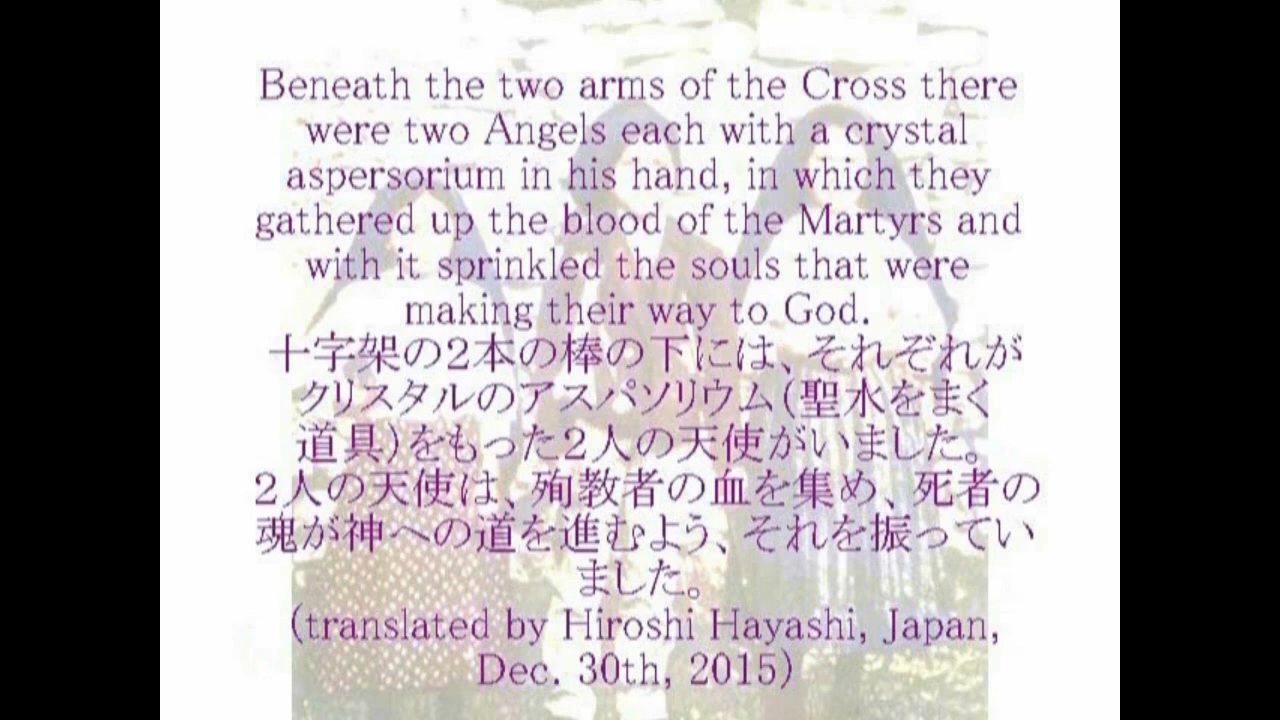 Beneath the two arms of the Cross there
were two Angels each with a crystal
aspersorium in his hand, in which they
gathered up the blood of the Martyrs and
with it sprinkled the souls that were
making their way to God.
十字架の２本の棒の下には、それぞれが
クリスタルのアスパソリウム（聖水をまく
道具）をもった２人の天使がいました。
２人の天使は、殉教者の血を集め、死者の
魂が神への道を進むよう、それを振ってい
ました。
(translated by Hiroshi Hayashi, Japan,
Dec. 30th, 2015)